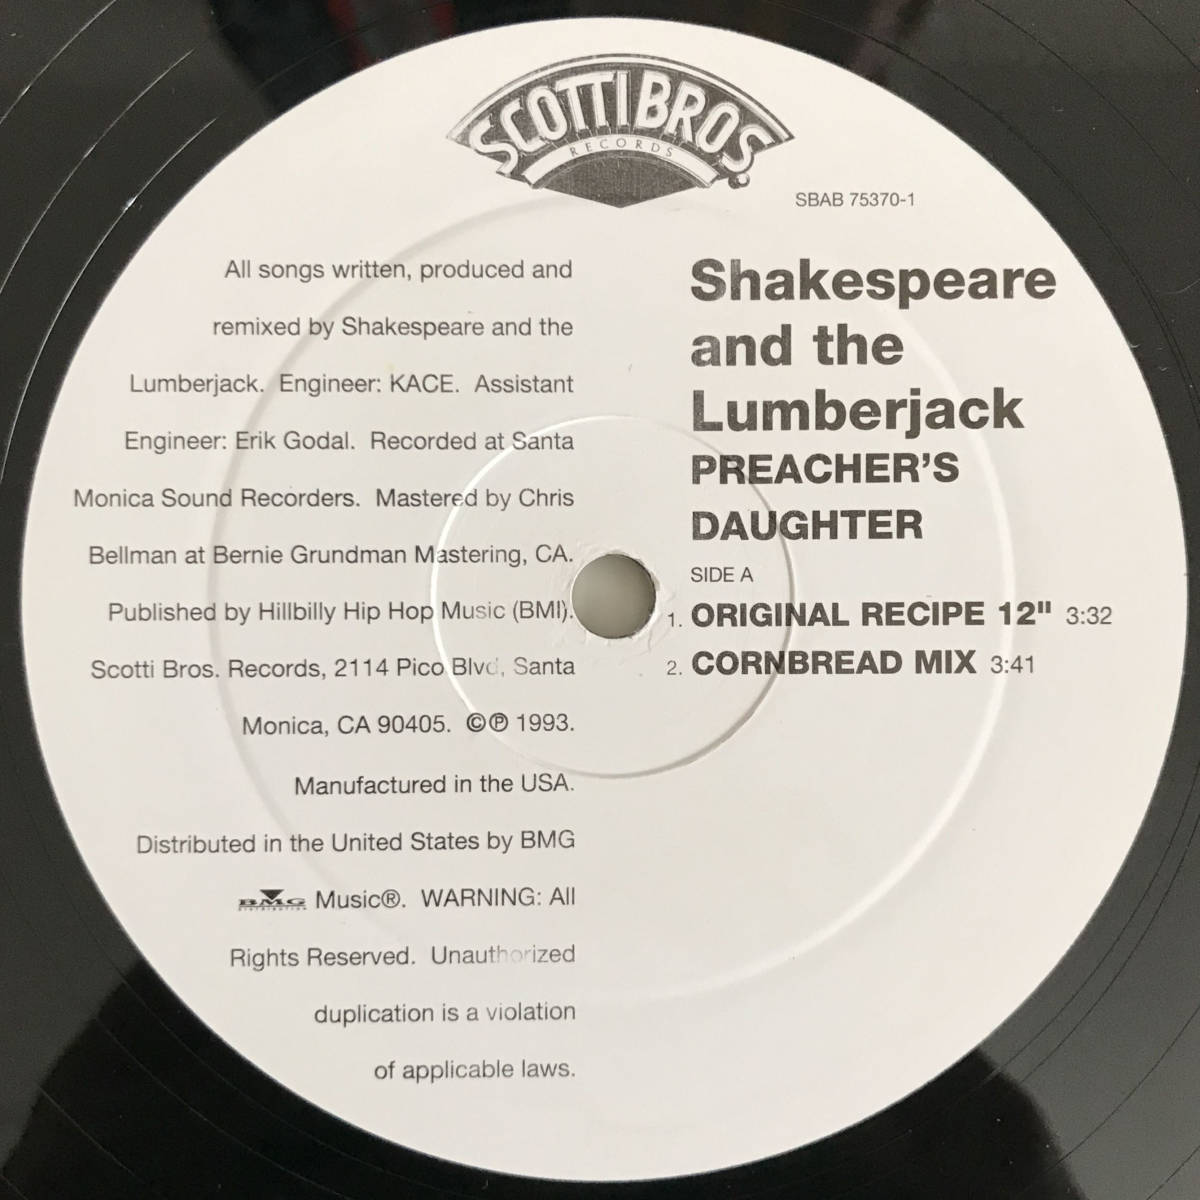 SCOTTI BROS.
RECORDS
SBAB 75370-1
All songs written, produced and
remixed by Shakespeare and the
Lumberjack. Engineer: KACE. Assistant
Engineer: Erik Godal. Recorded at Santa
Monica Sound Recorders. Mastered by Chris
Bellman at Bernie Grundman Mastering, CA.
Published by Hillbilly Hip Hop Music (BMI).
Scotti Bros. Records, 2114 Pico Blvd, Santa
Monica, CA 90405. ©℗ 1993.
Manufactured in the USA.
Distributed in the United States by BMG
BMG Music®. WARNING: All
DISTRIBUTION
Rights Reserved. Unauthorized
duplication is a violation
of applicable laws.
Shakespeare
and the
Lumberjack
PREACHER'S
DAUGHTER
SIDE A
1. ORIGINAL RECIPE 12" 3:32
2. CORNBREAD MIX 3:41